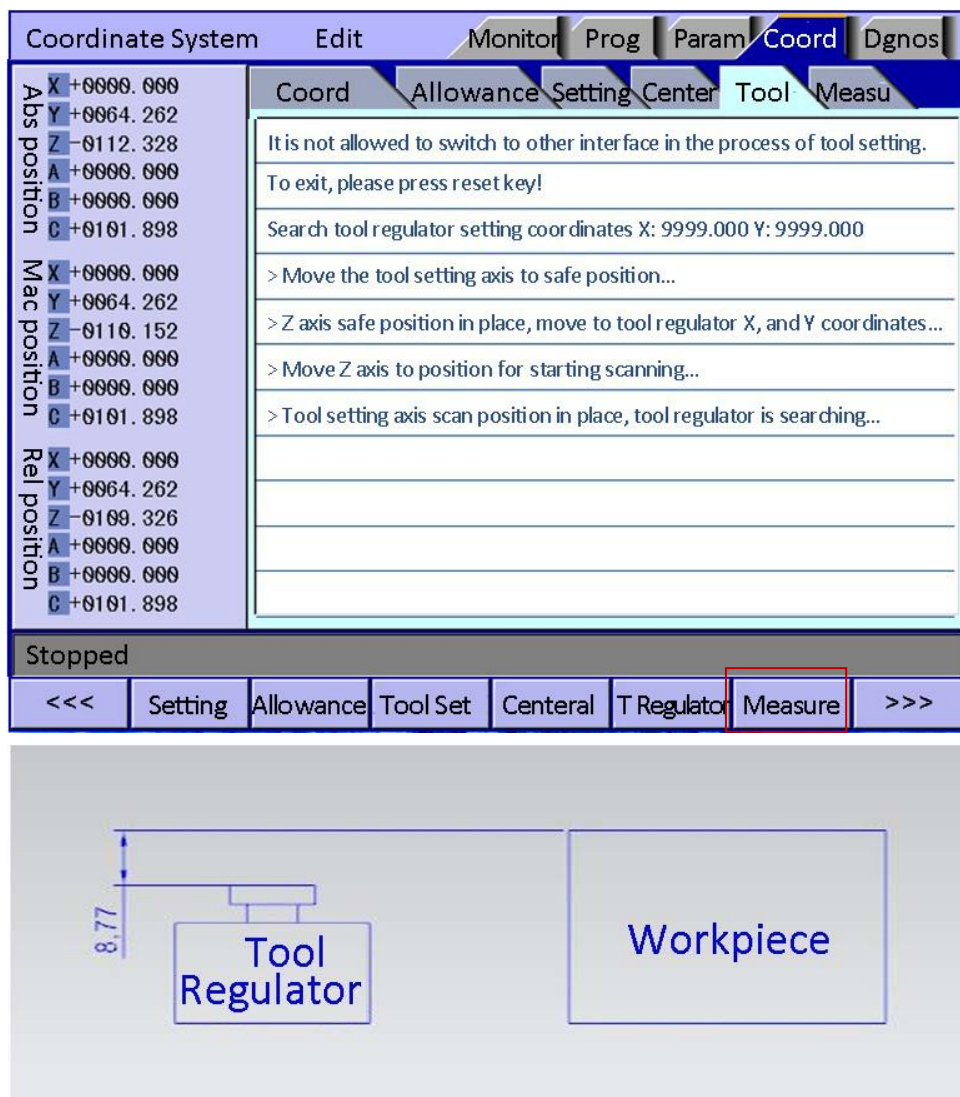 Coordinate System Edit Monitor Prog Param Coord Dgnos
Coord Allowance Setting Center Tool Measu
Abs position
X +0000.000
Y +0064.262
Z -0112.328
A +0000.000
B +0000.000
C +0101.898
Mac position
X +0000.000
Y +0064.262
Z -0110.152
A +0000.000
B +0000.000
C +0101.898
Rel position
X +0000.000
Y +0064.262
Z -0109.326
A +0000.000
B +0000.000
C +0101.898
It is not allowed to switch to other interface in the process of tool setting.
To exit, please press reset key!
Search tool regulator setting coordinates X: 9999.000 Y: 9999.000
> Move the tool setting axis to safe position...
> Z axis safe position in place, move to tool regulator X, and Y coordinates...
> Move Z axis to position for starting scanning...
> Tool setting axis scan position in place, tool regulator is searching...
Stopped
<<< Setting Allowance Tool Set Centeral T Regulator Measure >>>
8,77
Tool
Regulator
Workpiece